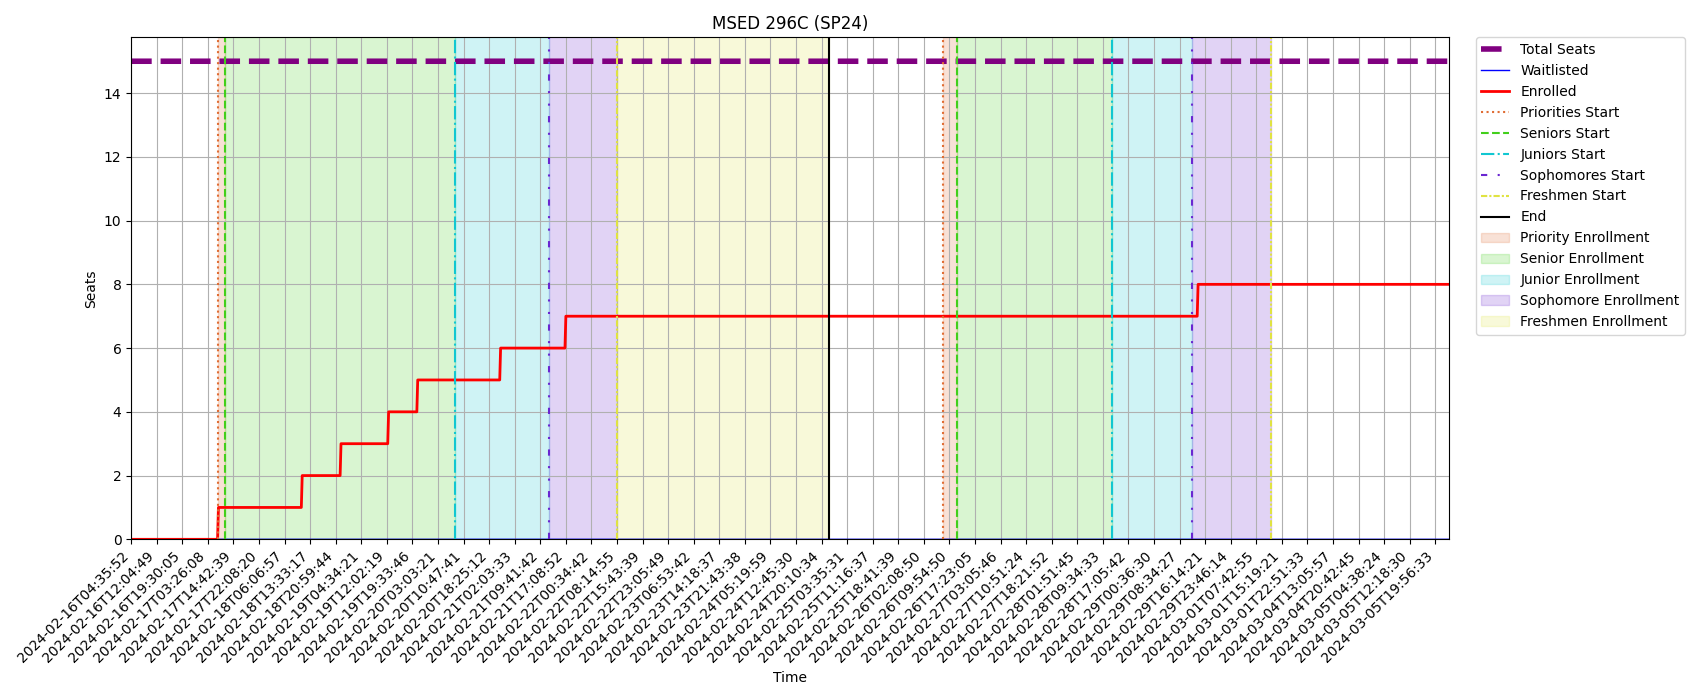 MSED 296C (SP24)
Seats
14
12
10
8
6
4
2
0
2024-02-16T04:35:52
2024-02-16T12:04:49
2024-02-16T19:30:05
2024-02-17T03:26:08
2024-02-17T14:42:39
2024-02-17T22:08:20
2024-02-18T06:06:57
2024-02-18T13:33:17
2024-02-18T20:59:44
2024-02-19T04:34:21
2024-02-19T12:02:19
2024-02-19T19:33:46
2024-02-20T03:03:21
2024-02-20T10:47:41
2024-02-20T18:25:12
2024-02-21T02:03:33
2024-02-21T09:41:42
2024-02-21T17:08:52
2024-02-22T00:34:42
2024-02-22T08:14:55
2024-02-22T15:43:39
2024-02-22T23:05:49
2024-02-23T06:53:42
2024-02-23T14:18:37
2024-02-23T21:43:38
2024-02-24T05:19:59
2024-02-24T12:45:30
2024-02-24T20:10:34
2024-02-25T03:35:31
2024-02-25T11:16:37
2024-02-25T18:41:39
2024-02-26T02:08:50
2024-02-26T09:54:50
2024-02-26T17:23:05
2024-02-27T03:05:46
2024-02-27T10:51:24
2024-02-27T18:21:52
2024-02-28T01:51:45
2024-02-28T09:34:33
2024-02-28T17:05:42
2024-02-29T00:36:30
2024-02-29T08:34:27
2024-02-29T16:14:21
2024-02-29T23:46:14
2024-03-01T07:42:55
2024-03-01T15:19:21
2024-03-01T22:51:33
2024-03-04T13:05:57
2024-03-04T20:42:45
2024-03-05T04:38:24
2024-03-05T12:18:30
2024-03-05T19:56:33
Time
Total Seats
Waitlisted
Enrolled
Priorities Start
Seniors Start
Juniors Start
Sophomores Start
Freshmen Start
End
Priority Enrollment
Senior Enrollment
Junior Enrollment
Sophomore Enrollment
Freshmen Enrollment